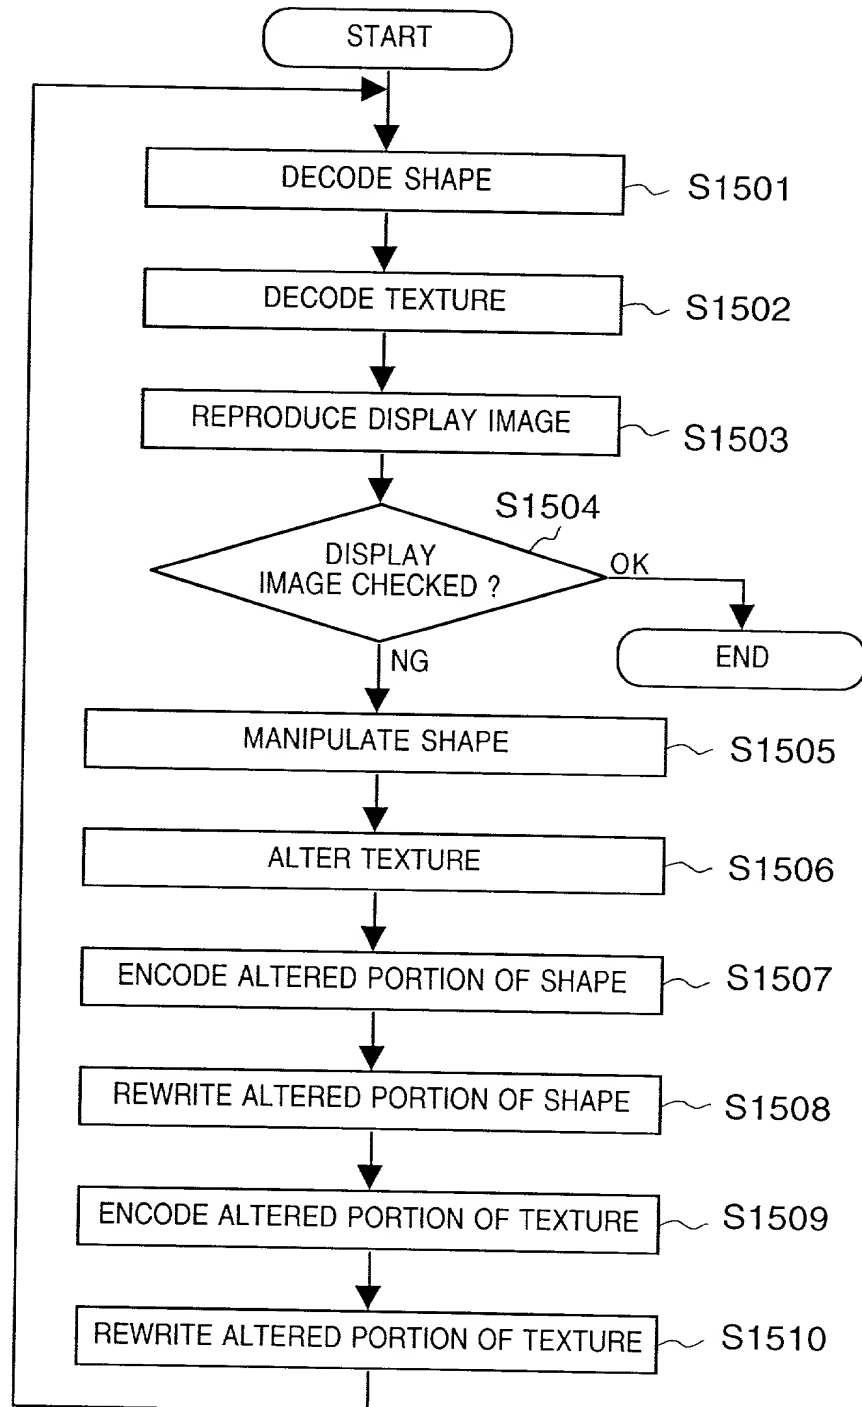 START
DECODE SHAPE
S1501
DECODE TEXTURE
S1502
REPRODUCE DISPLAY IMAGE
S1503
S1504
DISPLAY
IMAGE CHECKED ?
OK
END
NG
MANIPULATE SHAPE
S1505
ALTER TEXTURE
S1506
ENCODE ALTERED PORTION OF SHAPE
S1507
REWRITE ALTERED PORTION OF SHAPE
S1508
ENCODE ALTERED PORTION OF TEXTURE
S1509
REWRITE ALTERED PORTION OF TEXTURE
S1510